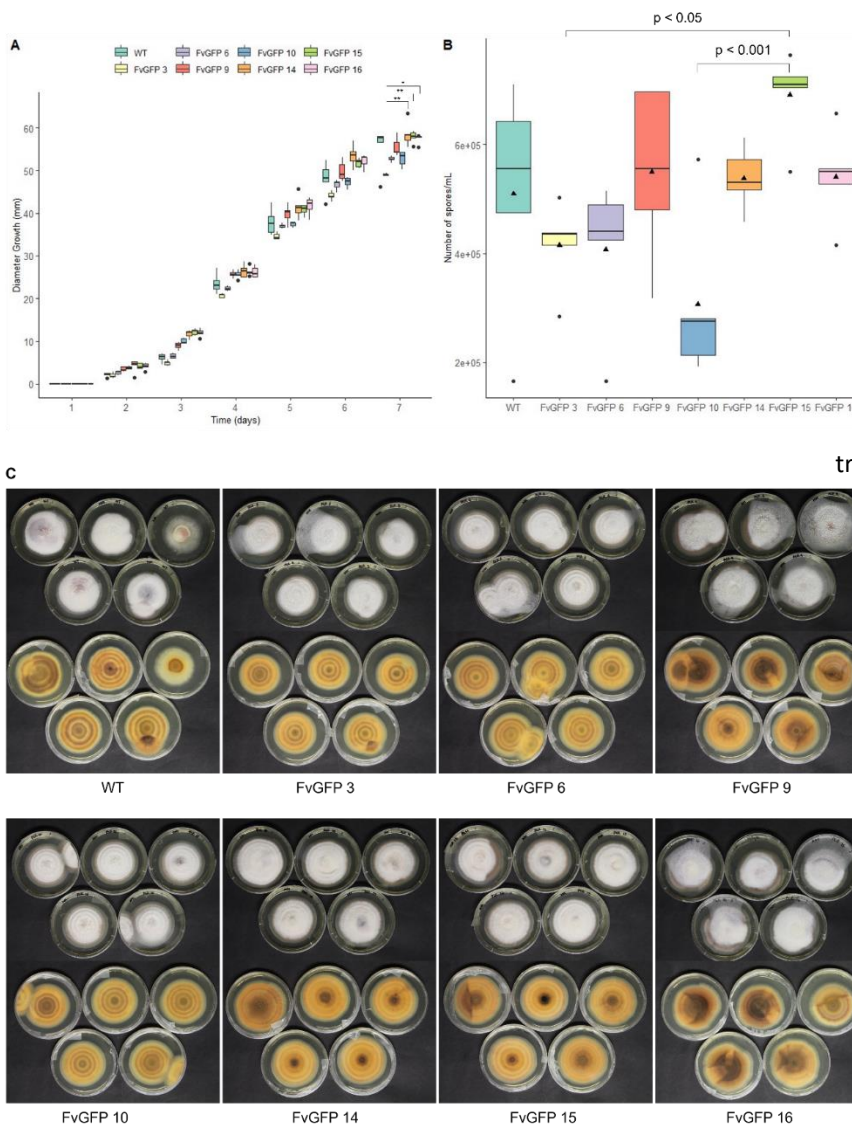 A
WT FvGFP 6 FvGFP 10 FvGFP 15
FvGFP 3 FvGFP 9 FvGFP 14 FvGFP 16
60
50
40
30
20
10
0
Diameter Growth (mm)
** 
**
1 2 3 4 5 6 7
Time (days)
p < 0.05
B
p < 0.001
6e+05
4e+05
2e+05
Number of spores/mL
WT FvGFP 3 FvGFP 6 FvGFP 9 FvGFP 10 FvGFP 14 FvGFP 15 FvGFP 1
tr
C
WT FvGFP 3 FvGFP 6 FvGFP 9
FvGFP 10 FvGFP 14 FvGFP 15 FvGFP 16